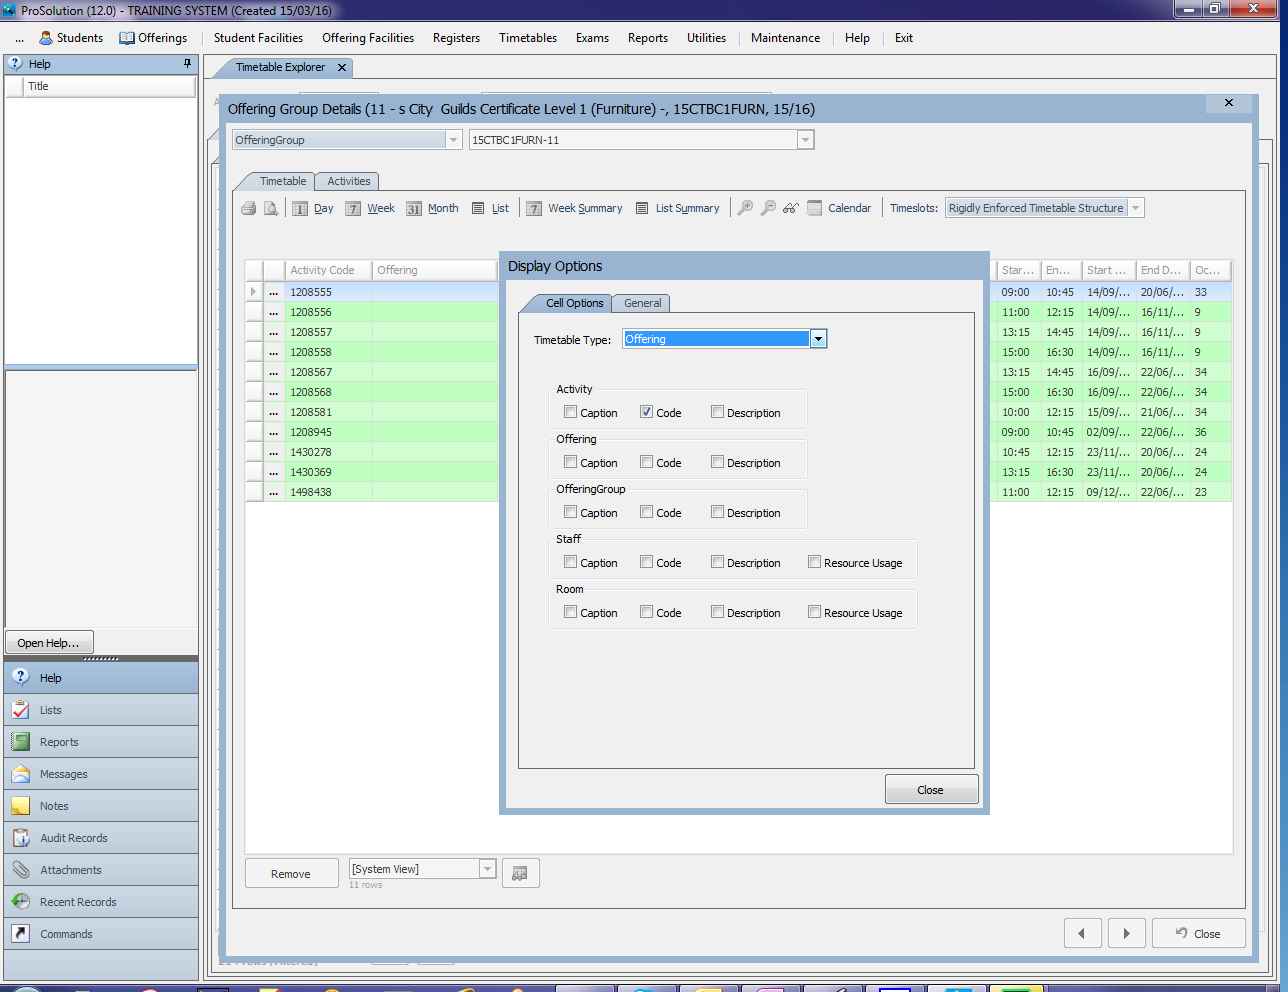 ProSolution (12.0) - TRAINING SYSTEM (Created 15/03/16)
... Students Offerings Student Facilities Offering Facilities Registers Timetables Exams Reports Utilities Maintenance Help Exit
Help
Title
Timetable Explorer
Offering Group Details (11 - s City Guilds Certificate Level 1 (Furniture) -, 15CTBC1FURN, 15/16)
OfferingGroup 15CTBC1FURN-11
Timetable Activities
Day Week Month List Week Summary List Summary Calendar Timeslots: Rigidly Enforced Timetable Structure
Activity Code Offering Star... En... Start ... End D... Oc...
... 1208555 09:00 10:45 14/09/... 20/06/... 33
... 1208556 11:00 12:15 14/09/... 16/11/... 9
... 1208557 13:15 14:45 14/09/... 16/11/... 9
... 1208558 15:00 16:30 14/09/... 16/11/... 9
... 1208567 13:15 14:45 16/09/... 22/06/... 34
... 1208568 15:00 16:30 16/09/... 22/06/... 34
... 1208581 10:00 12:15 15/09/... 21/06/... 34
... 1208945 09:00 10:45 02/09/... 22/06/... 36
... 1430278 10:45 12:15 23/11/... 20/06/... 24
... 1430369 13:15 16:30 23/11/... 20/06/... 24
... 1498438 11:00 12:15 09/12/... 22/06/... 23
Display Options
Cell Options General
Timetable Type: Offering
Activity
Caption Code Description
Offering
Caption Code Description
OfferingGroup
Caption Code Description
Staff
Caption Code Description Resource Usage
Room
Caption Code Description Resource Usage
Close
Open Help...
Help
Lists
Reports
Messages
Notes
Audit Records
Attachments
Recent Records
Commands
Remove [System View]
11 rows
Close